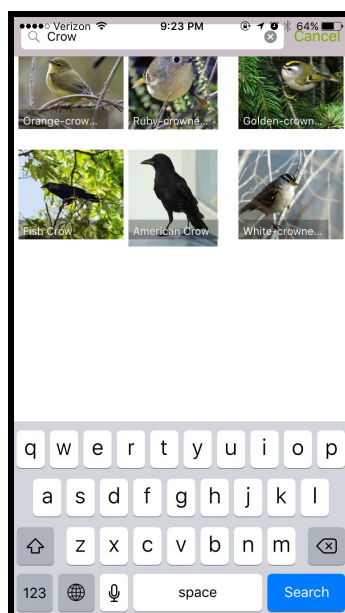 Verizon 9:23 PM 64%
Crow Cancel
Orange-crow... Ruby-crowne... Golden-crown...
Fish Crow American Crow White-crowne...
q w e r t y u i o p
a s d f g h j k l
z x c v b n m
123 space Search